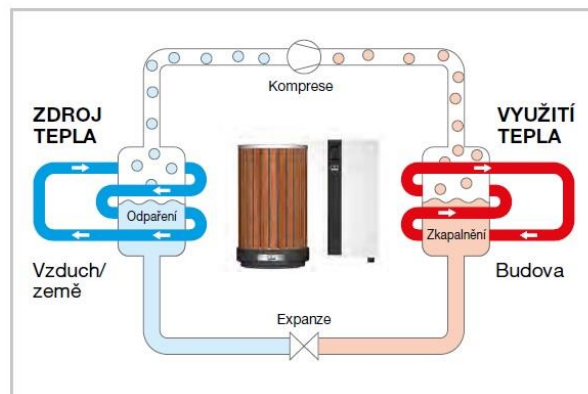 Komprese
ZDROJ
TEPLA
VYUŽITÍ
TEPLA
Odpaření
Zkapalnění
Vzduch/
země
Budova
Expanze